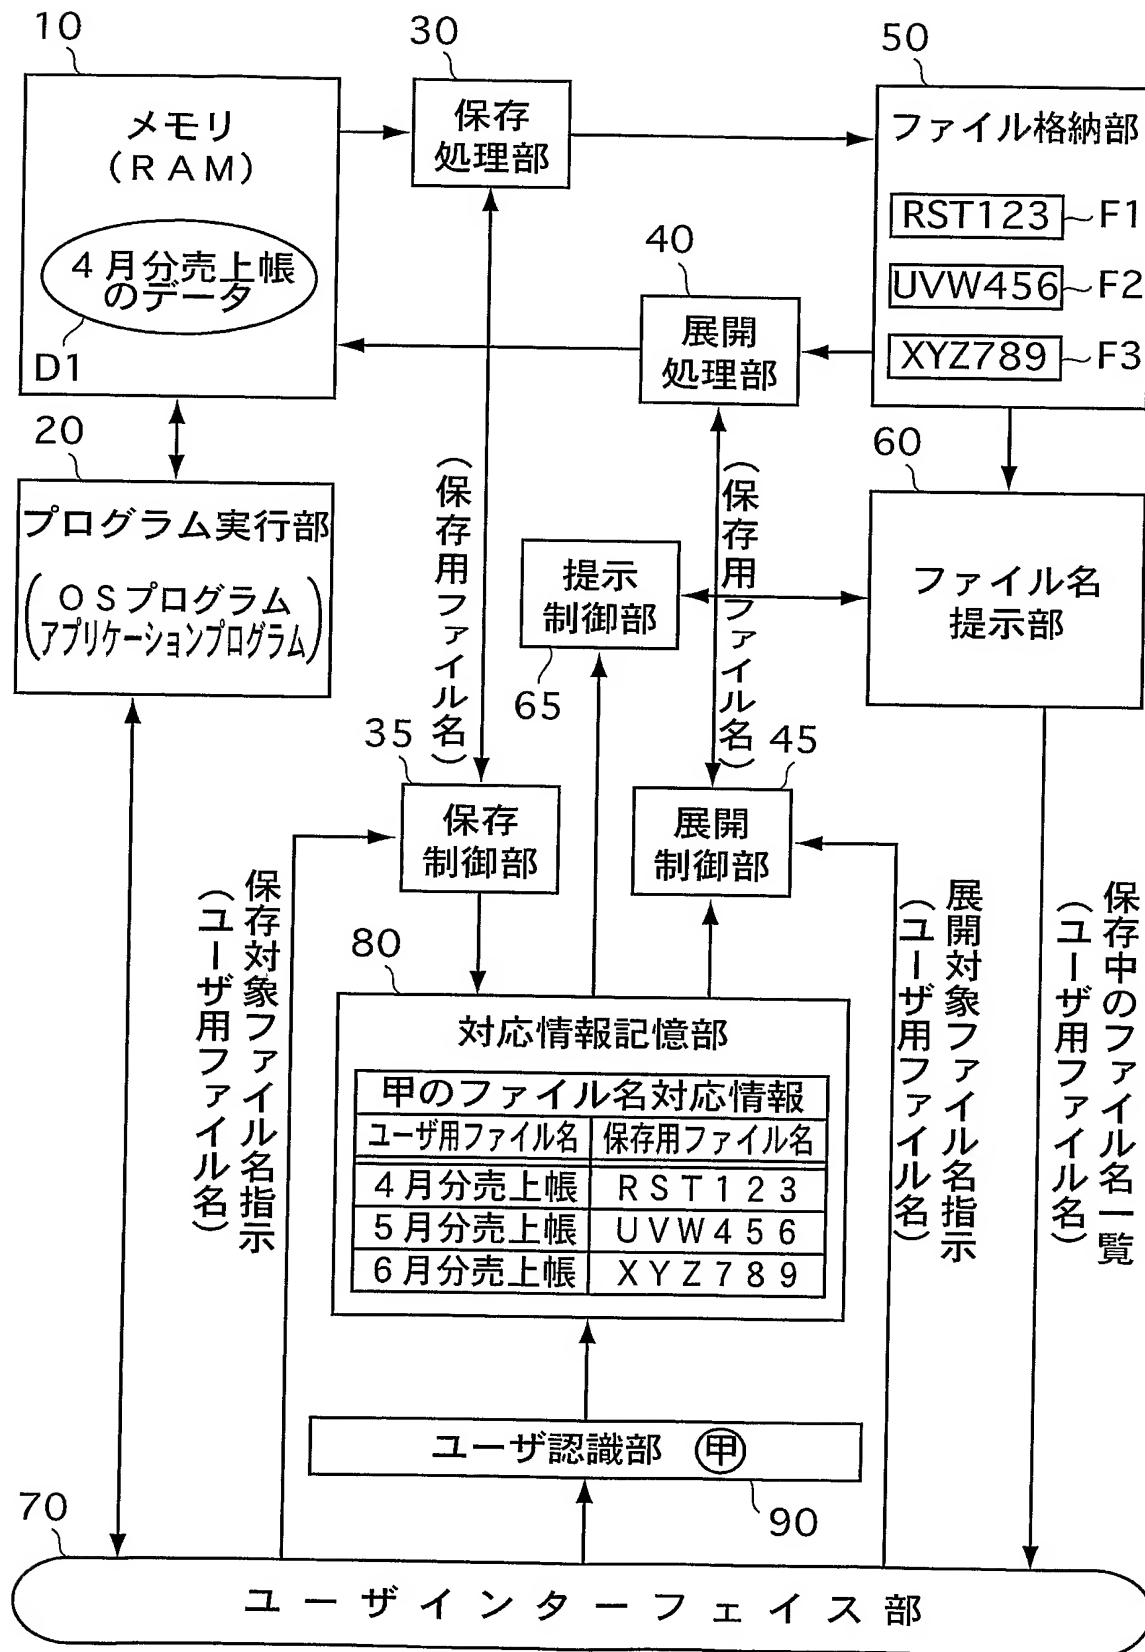 10
メモリ
(RAM)
4月分売上帳
のデータ
D1
30
保存
処理部
50
ファイル格納部
RST123
F1
UVW456
F2
XYZ789
F3
40
展開
処理部
20
プログラム実行部
(OSプログラム
アプリケーションプログラム)
(保存用ファイル名)
(保存用ファイル名)
提示
制御部
65
60
ファイル名
提示部
35
保存
制御部
45
展開
制御部
保存対象ファイル名指示
(ユーザ用ファイル名)
展開対象ファイル名指示
(ユーザ用ファイル名)
保存中のファイル名一覧
(ユーザ用ファイル名)
80
対応情報記憶部
甲のファイル名対応情報
ユーザ用ファイル名 保存用ファイル名
4月分売上帳 RST123
5月分売上帳 UVW456
6月分売上帳 XYZ789
ユーザ認識部 甲
90
70
ユーザインターフェイス部